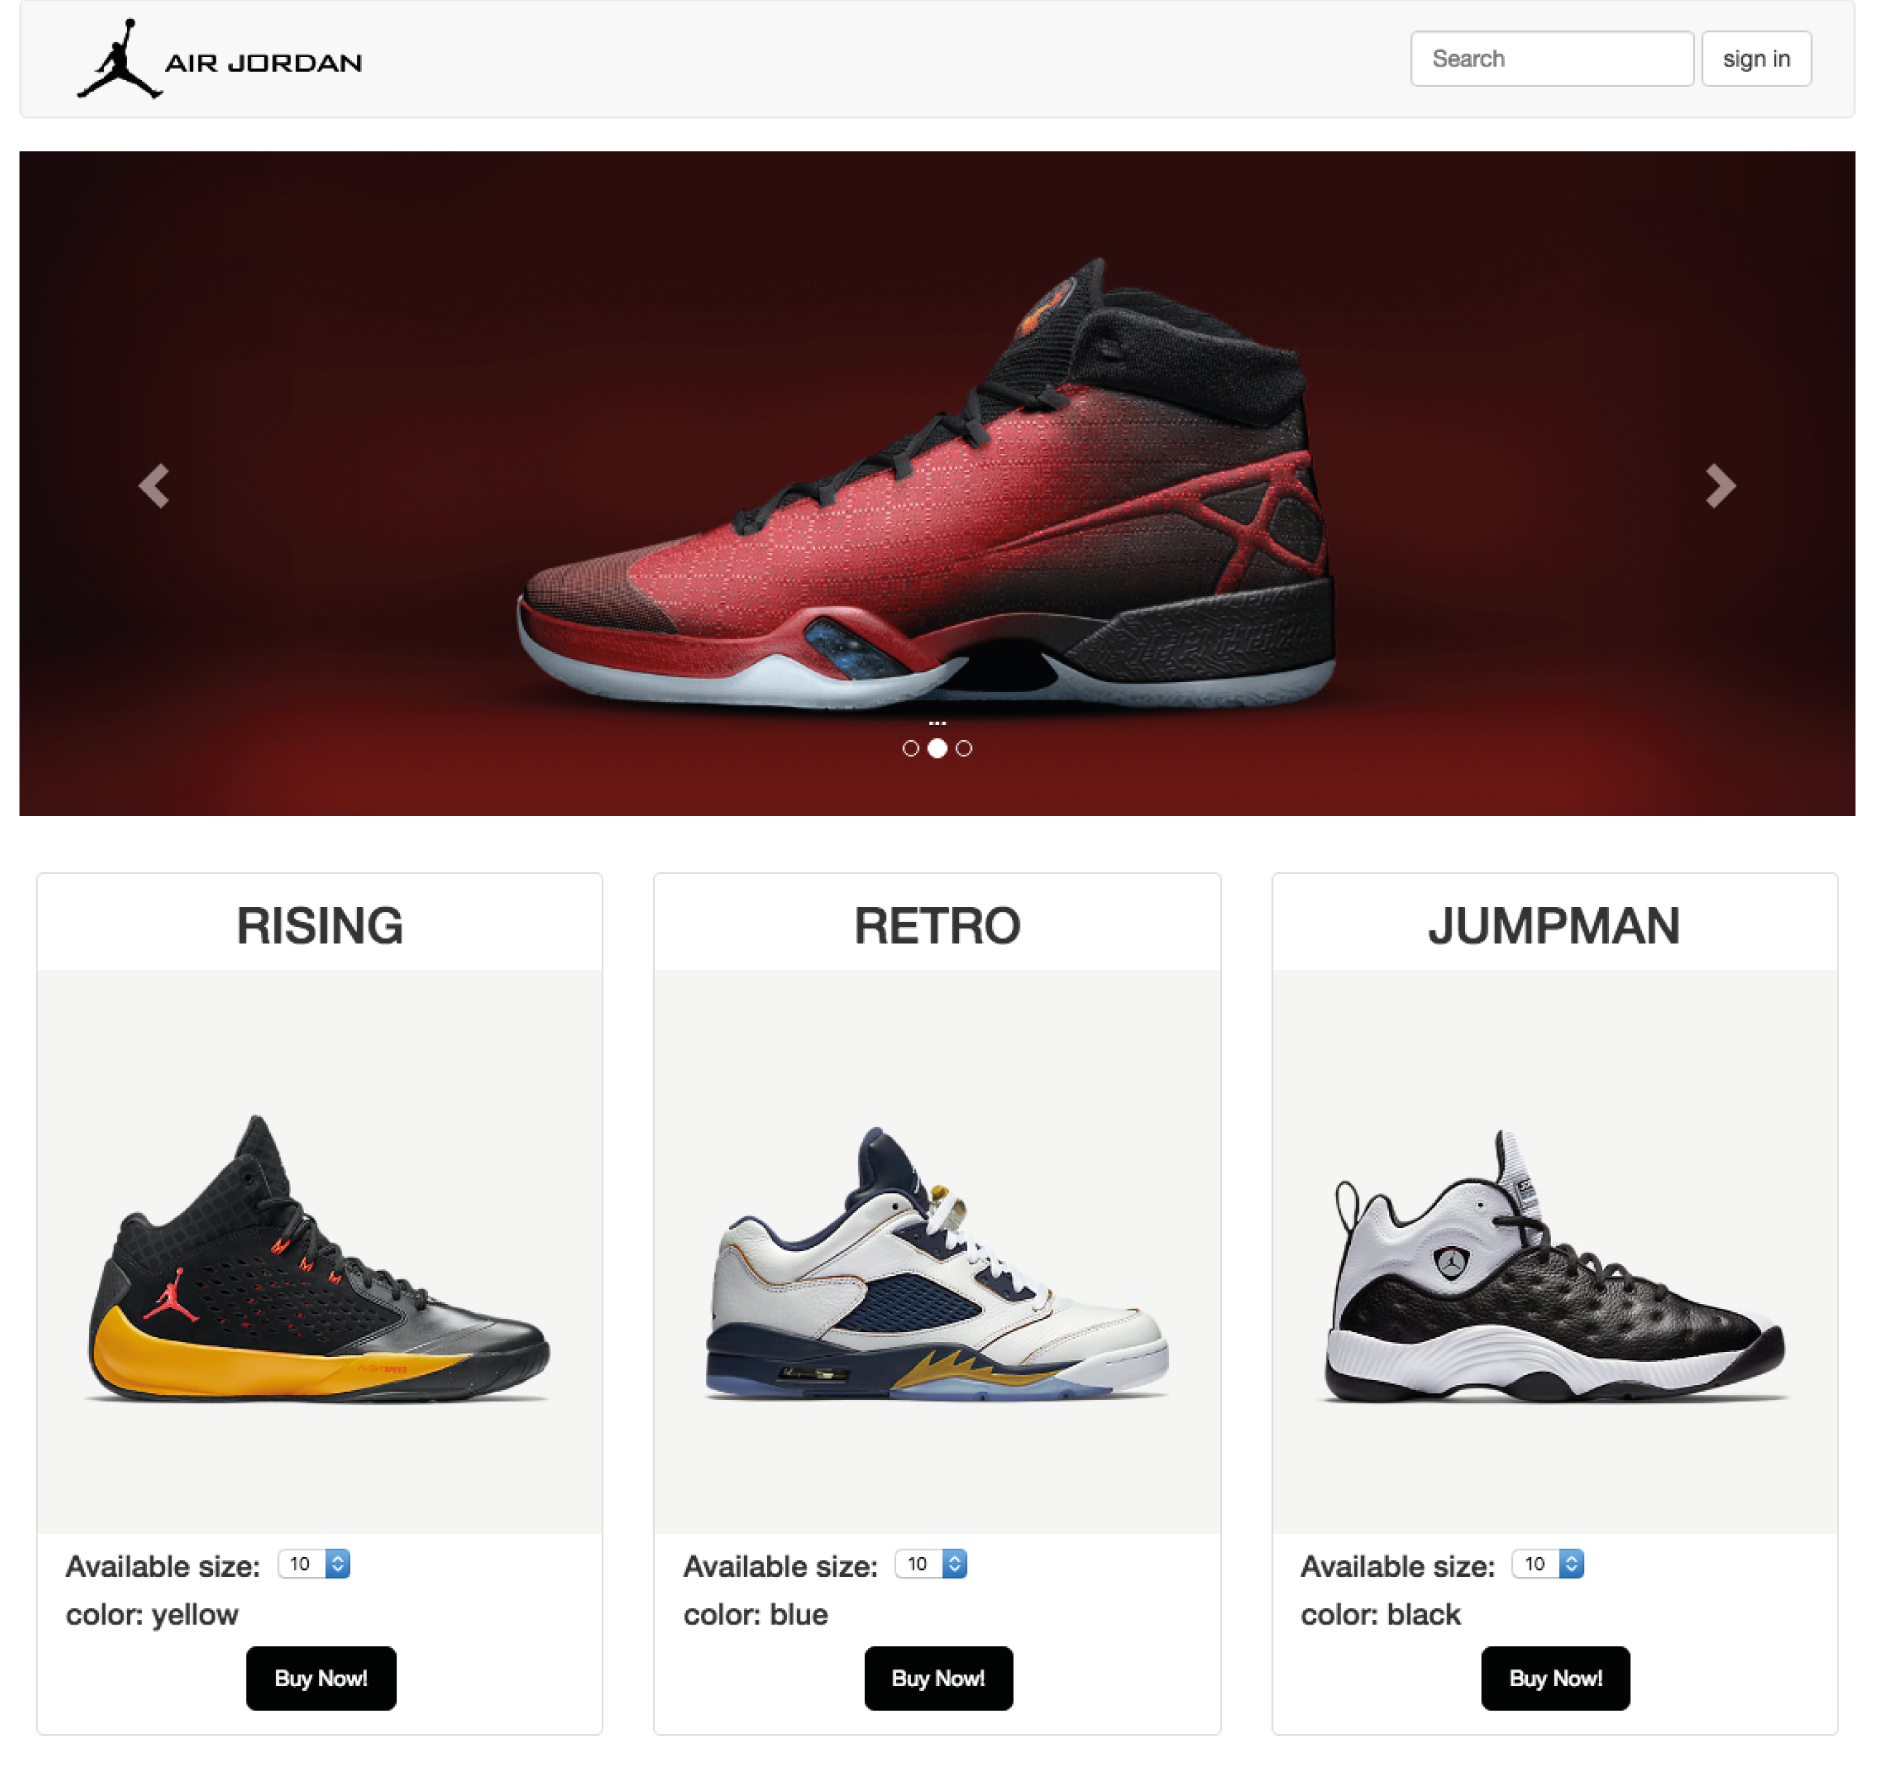 AIR JORDAN
Search
sign in
...
RISING
RETRO
JUMPMAN
FLIGHTSPEED
Available size: 10
color: yellow
Buy Now!
Available size: 10
color: blue
Buy Now!
Available size: 10
color: black
Buy Now!